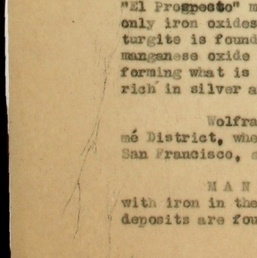 "El Prospecto" m
only iron oxides
turgite is found
manganese oxide
forming what is
rich in silver a
Wolfra
mé District, whe
San Francisco, a
M A N
with iron in the
deposits are fou